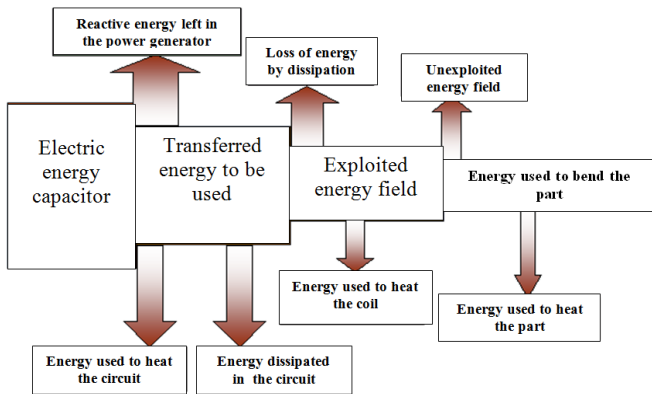 Reactive energy left in
the power generator
Loss of energy
by dissipation
Unexploited
energy field
Electric
energy
capacitor
Transferred
energy to be
used
Exploited
energy field
Energy used to bend the
part
Energy used to heat
the coil
Energy used to heat
the part
Energy used to heat
the circuit
Energy dissipated
in the circuit